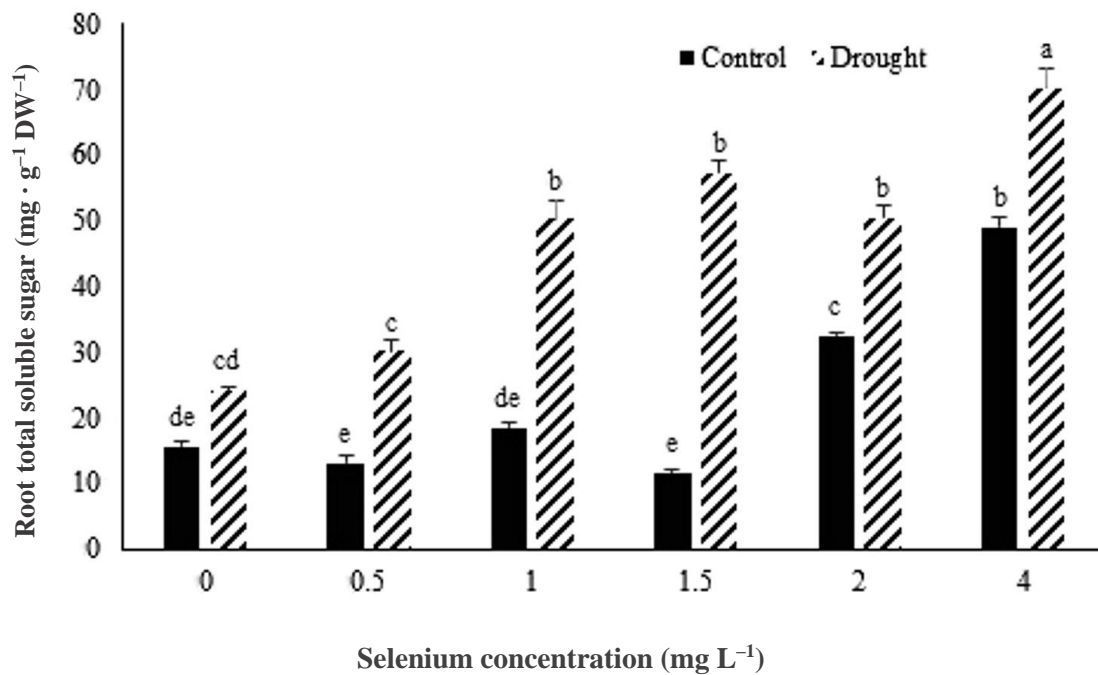 Root total soluble sugar (mg · g⁻¹ DW⁻¹)
80
70
60
50
40
30
20
10
0
Control Drought
de
cd
e
c
de
b
e
b
c
b
b
a
0 0.5 1 1.5 2 4
Selenium concentration (mg L⁻¹)